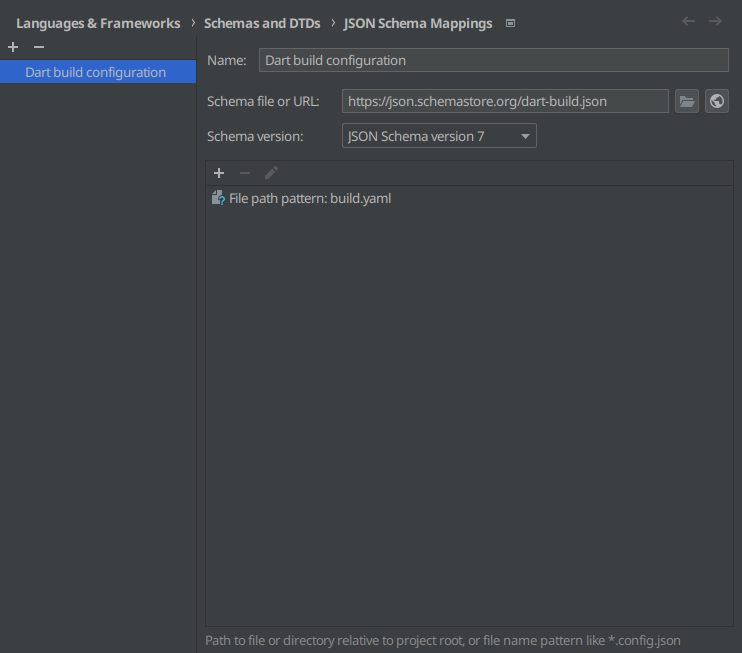 Languages & Frameworks › Schemas and DTDs › JSON Schema Mappings
Dart build configuration
Name: Dart build configuration
Schema file or URL: https://json.schemastore.org/dart-build.json
Schema version: JSON Schema version 7
File path pattern: build.yaml
Path to file or directory relative to project root, or file name pattern like *.config.json